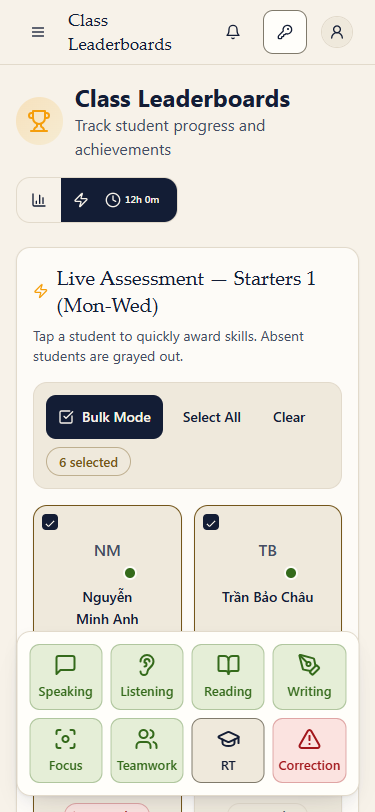 Class
Leaderboards
Class Leaderboards
Track student progress and
achievements
12h 0m
Live Assessment — Starters 1
(Mon-Wed)
Tap a student to quickly award skills. Absent
students are grayed out.
Bulk Mode
Select All
Clear
6 selected
NM
TB
Nguyễn
Minh Anh
Trần Bảo Châu
Speaking
Listening
Reading
Writing
Focus
Teamwork
RT
Correction